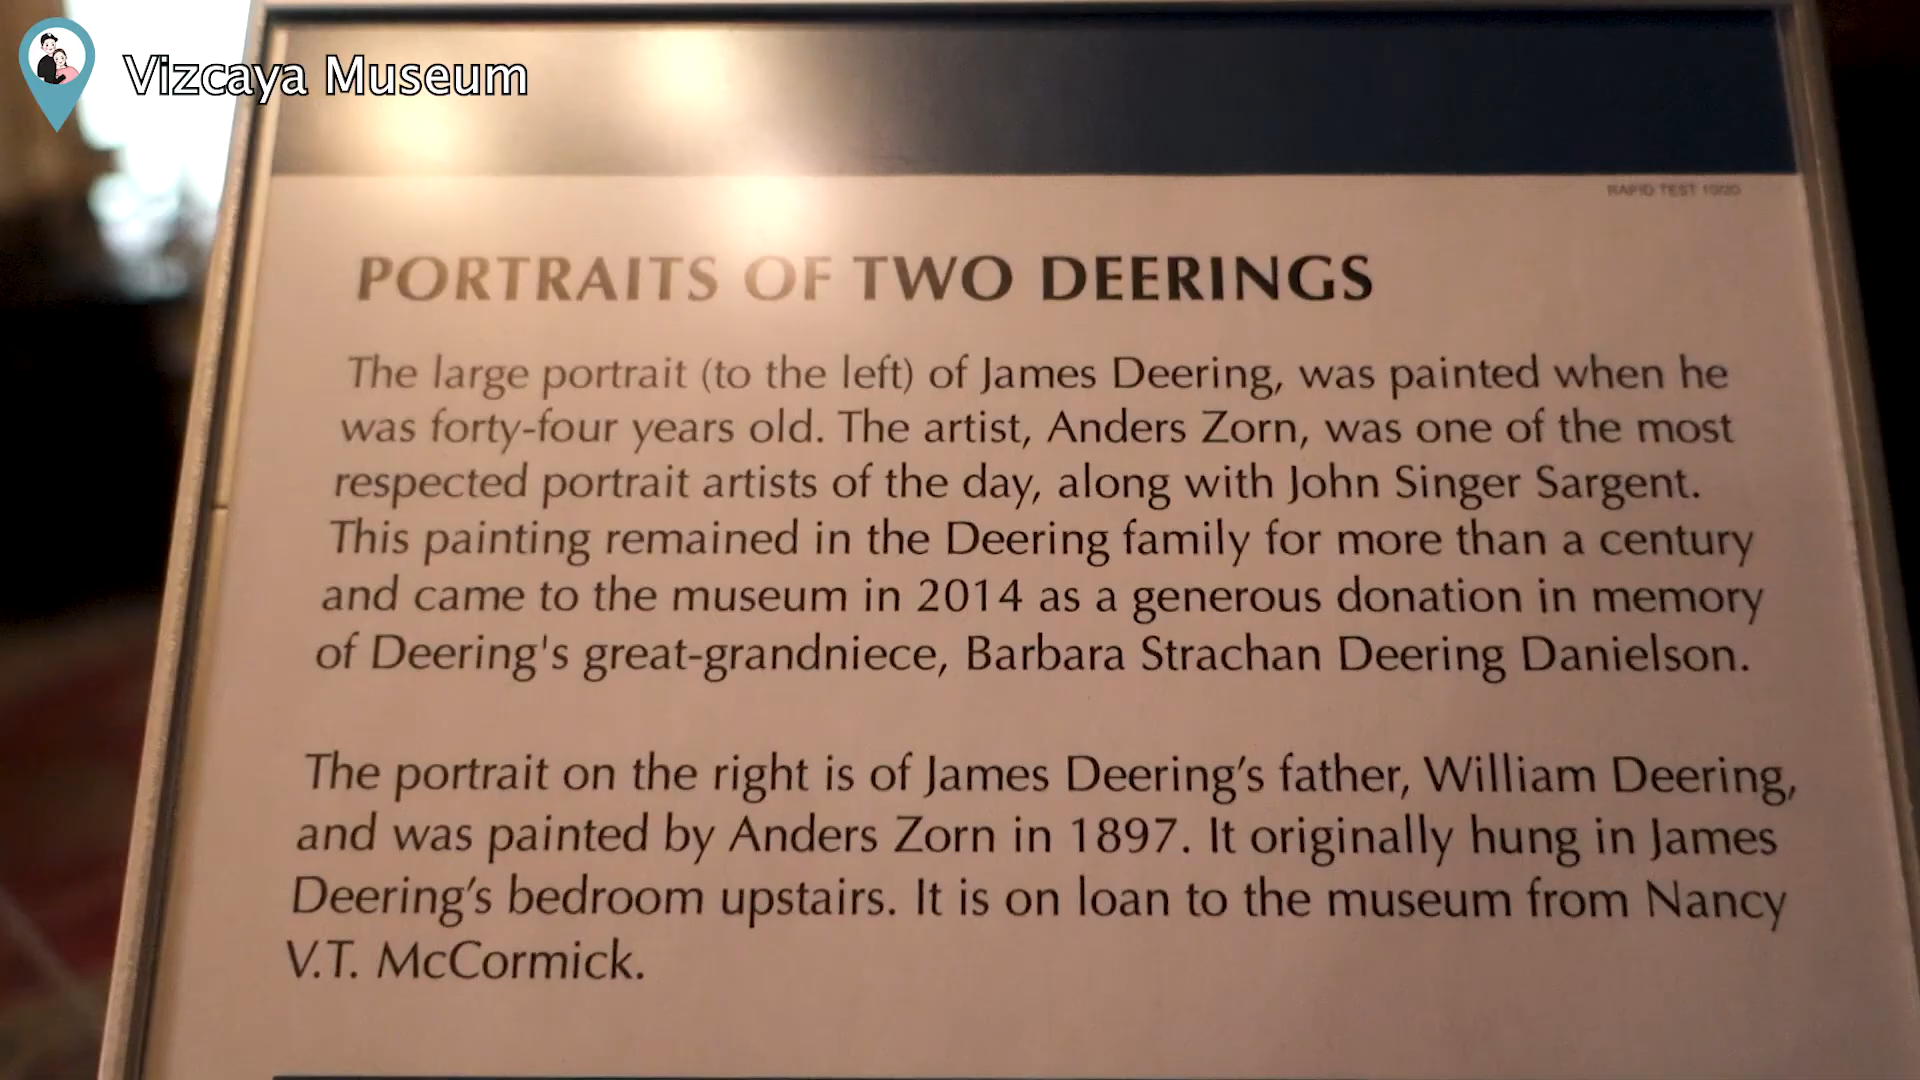 Vizcaya Museum
RAPID TEST 10/20
PORTRAITS OF TWO DEERINGS
The large portrait (to the left) of James Deering, was painted when he
was forty-four years old. The artist, Anders Zorn, was one of the most
respected portrait artists of the day, along with John Singer Sargent.
This painting remained in the Deering family for more than a century
and came to the museum in 2014 as a generous donation in memory
of Deering's great-grandniece, Barbara Strachan Deering Danielson.
The portrait on the right is of James Deering’s father, William Deering,
and was painted by Anders Zorn in 1897. It originally hung in James
Deering’s bedroom upstairs. It is on loan to the museum from Nancy
V.T. McCormick.